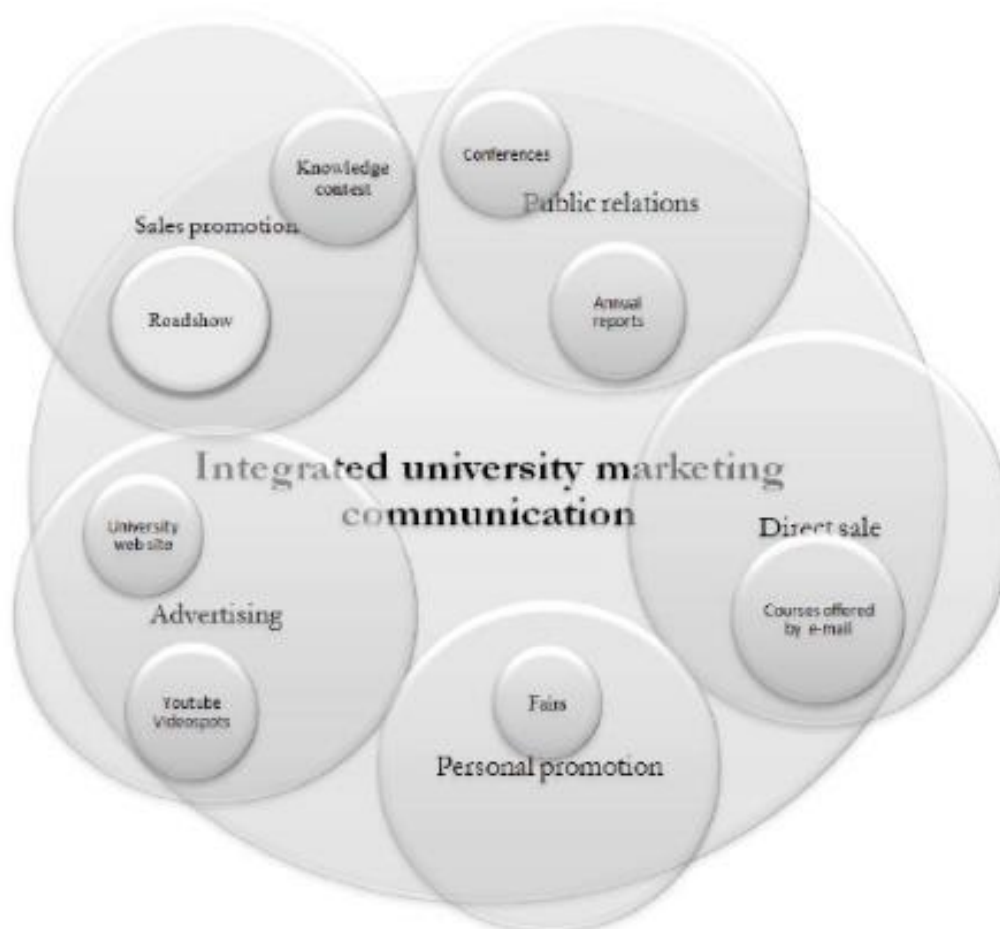 Knowledge
contest
Sales promotion
Roadshow
Conferences
Public relations
Annual
reports
Integrated university marketing
communication
University
web site
Advertising
Youtube
Videospots
Direct sale
Courses offered
by e-mail
Fairs
Personal promotion